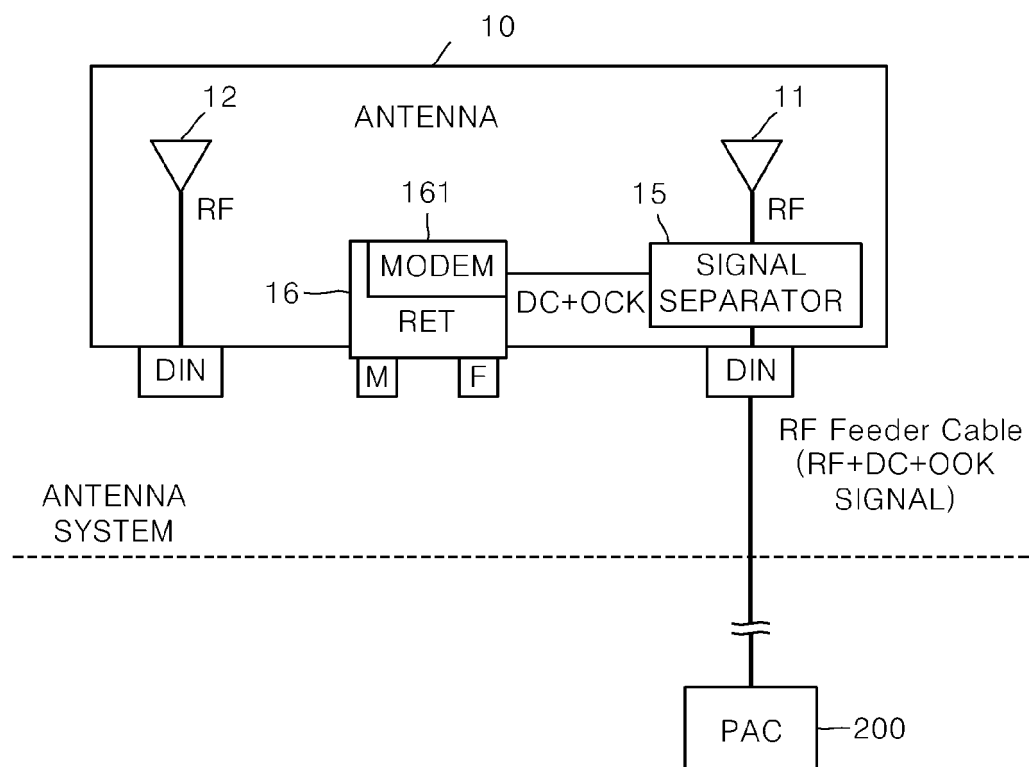 10
12
11
ANTENNA
RF
RF
161
15
MODEM
SIGNAL
SEPARATOR
16
DC+OCK
RET
DIN
M
F
DIN
RF Feeder Cable
(RF+DC+OOK
SIGNAL)
ANTENNA
SYSTEM
PAC
200